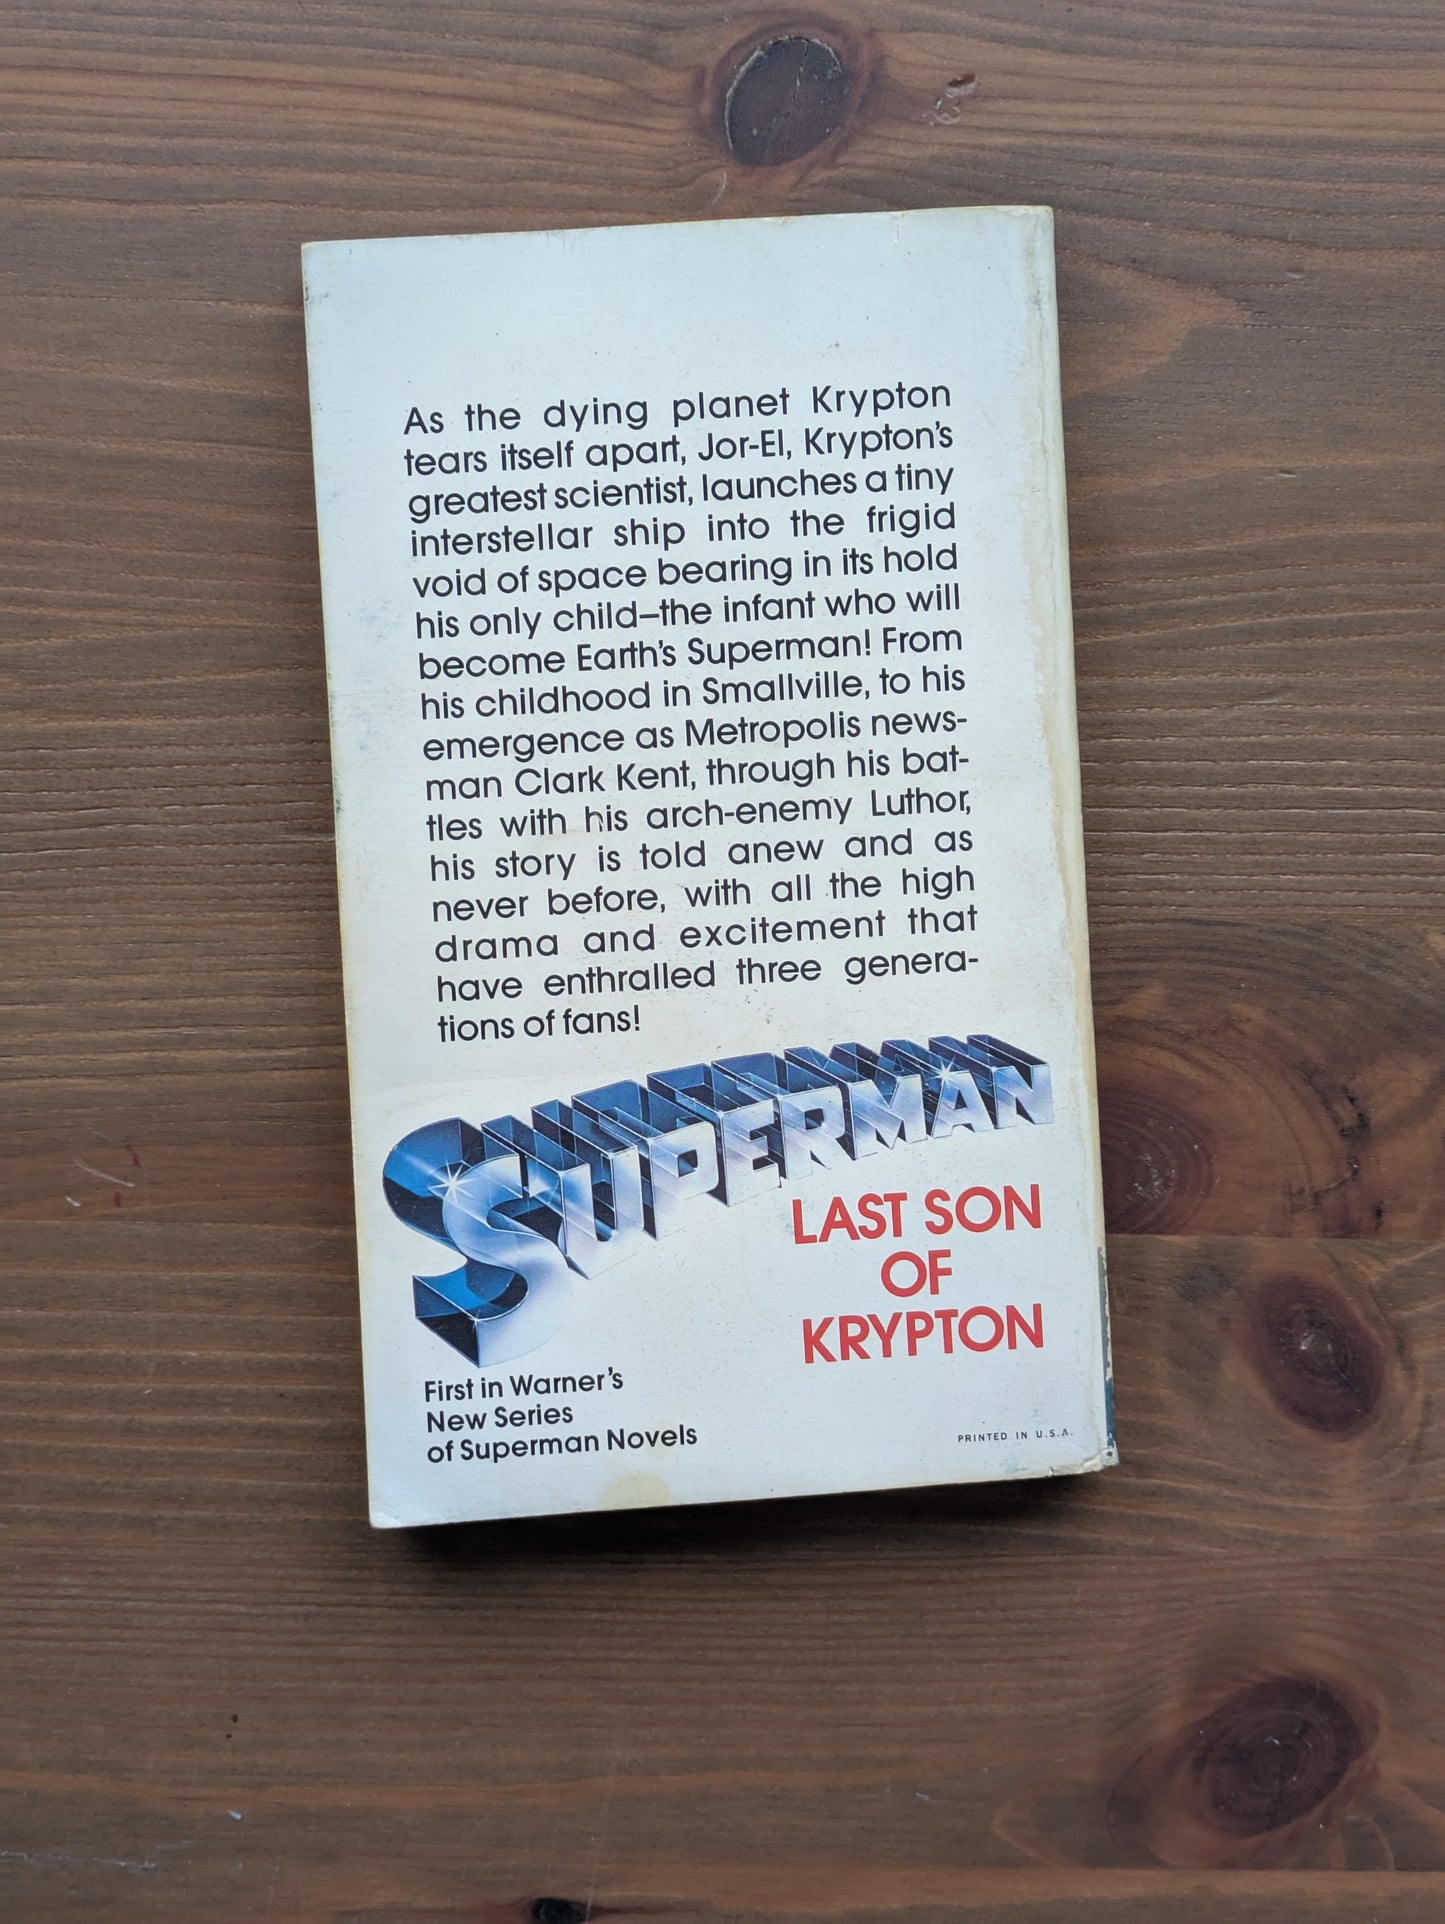 As the dying planet Krypton
tears itself apart, Jor-El, Krypton's
greatest scientist, launches a tiny
interstellar ship into the frigid
void of space bearing in its hold
his only child–the infant who will
become Earth's Superman! From
his childhood in Smallville, to his
emergence as Metropolis news-
man Clark Kent, through his bat-
tles with his arch-enemy Luthor,
his story is told anew and as
never before, with all the high
drama and excitement that
have enthralled three genera-
tions of fans!
SUPERMAN
LAST SON
OF
KRYPTON
First in Warner's
New Series
of Superman Novels
PRINTED IN U.S.A.